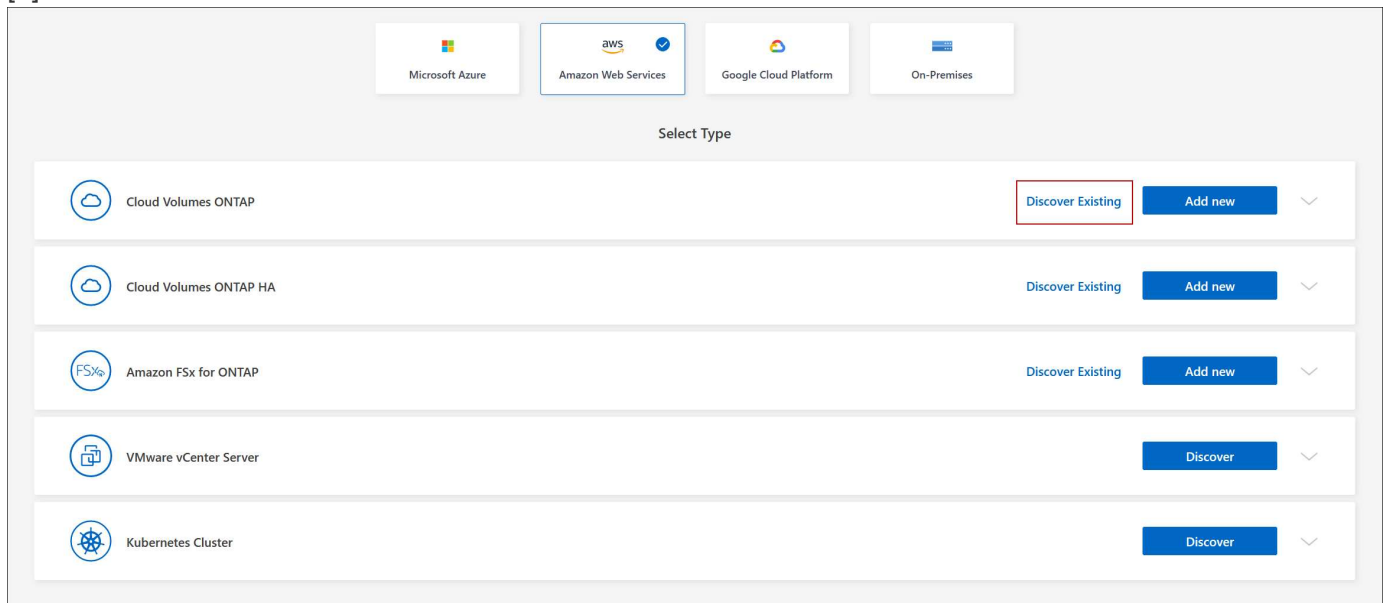 aws
Microsoft Azure
Amazon Web Services
Google Cloud Platform
On-Premises
Select Type
Cloud Volumes ONTAP
Discover Existing
Add new
Cloud Volumes ONTAP HA
Discover Existing
Add new
FSx
Amazon FSx for ONTAP
Discover Existing
Add new
VMware vCenter Server
Discover
Kubernetes Cluster
Discover